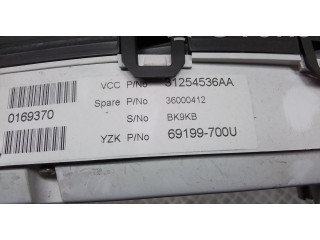 VCC P/No 31254536AA
Spare P/No 36000412
0169370
S/No BK9KB
YZK P/No 69199-700U